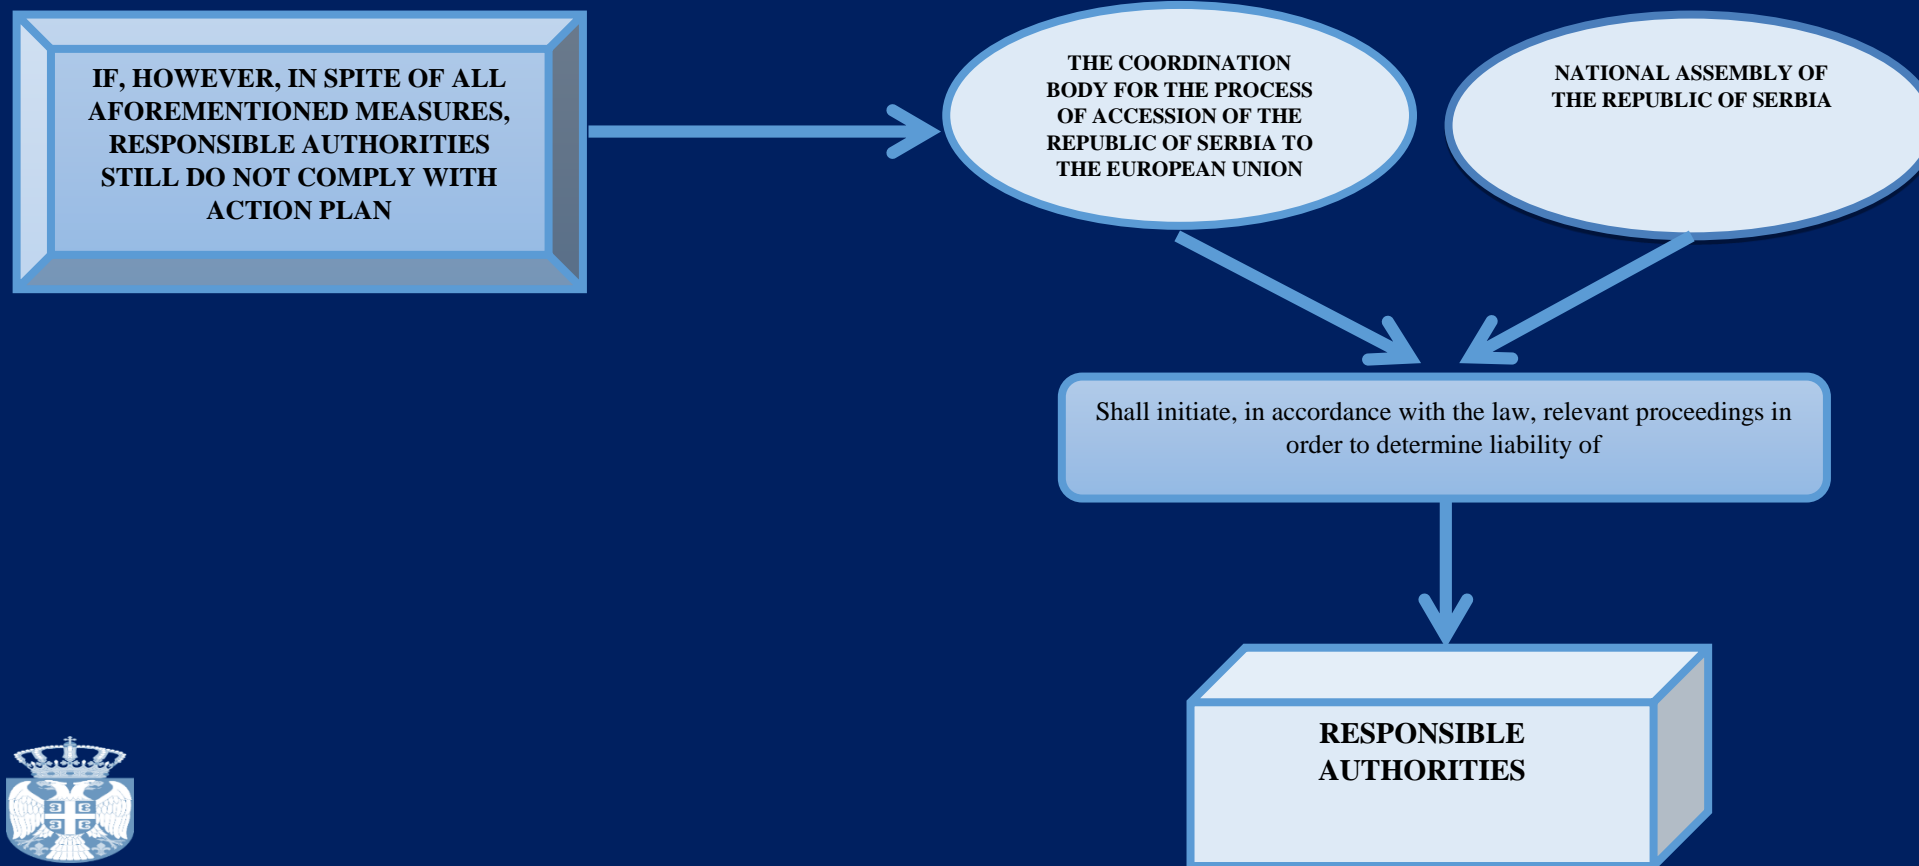 IF, HOWEVER, IN SPITE OF ALL
AFOREMENTIONED MEASURES,
RESPONSIBLE AUTHORITIES
STILL DO NOT COMPLY WITH
ACTION PLAN
THE COORDINATION
BODY FOR THE PROCESS
OF ACCESSION OF THE
REPUBLIC OF SERBIA TO
THE EUROPEAN UNION
NATIONAL ASSEMBLY OF
THE REPUBLIC OF SERBIA
Shall initiate, in accordance with the law, relevant proceedings in
order to determine liability of
RESPONSIBLE
AUTHORITIES